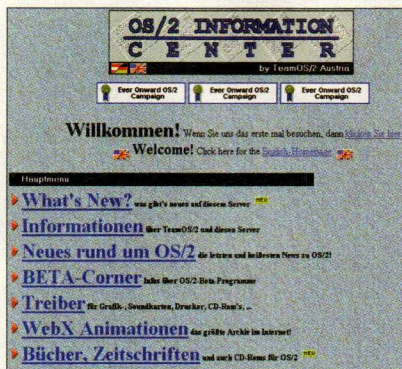 OS/2 INFORMATION
CENTER
by TeamOS/2 Austria
Ever Onward OS/2 Campaign Ever Onward OS/2 Campaign Ever Onward OS/2 Campaign
Willkommen! Wenn Sie uns das erste mal besuchen, dann klicken Sie hier
Welcome! Click here for the English-Homepage
Hauptmenu
What's New? was gibt's neues auf diesem Server NEU
Informationen über TeamOS/2 und diesen Server
Neues rund um OS/2 die letzten und heißesten News zu OS/2!
BETA-Corner Infos über OS/2-Beta-Programme
Treiber für Grafik-, Soundkarten, Drucker, CD-Rom's, ...
WebX Animationen das größte Archiv im Internet!
Bücher, Zeitschriften und auch CD-Roms für OS/2 NEU